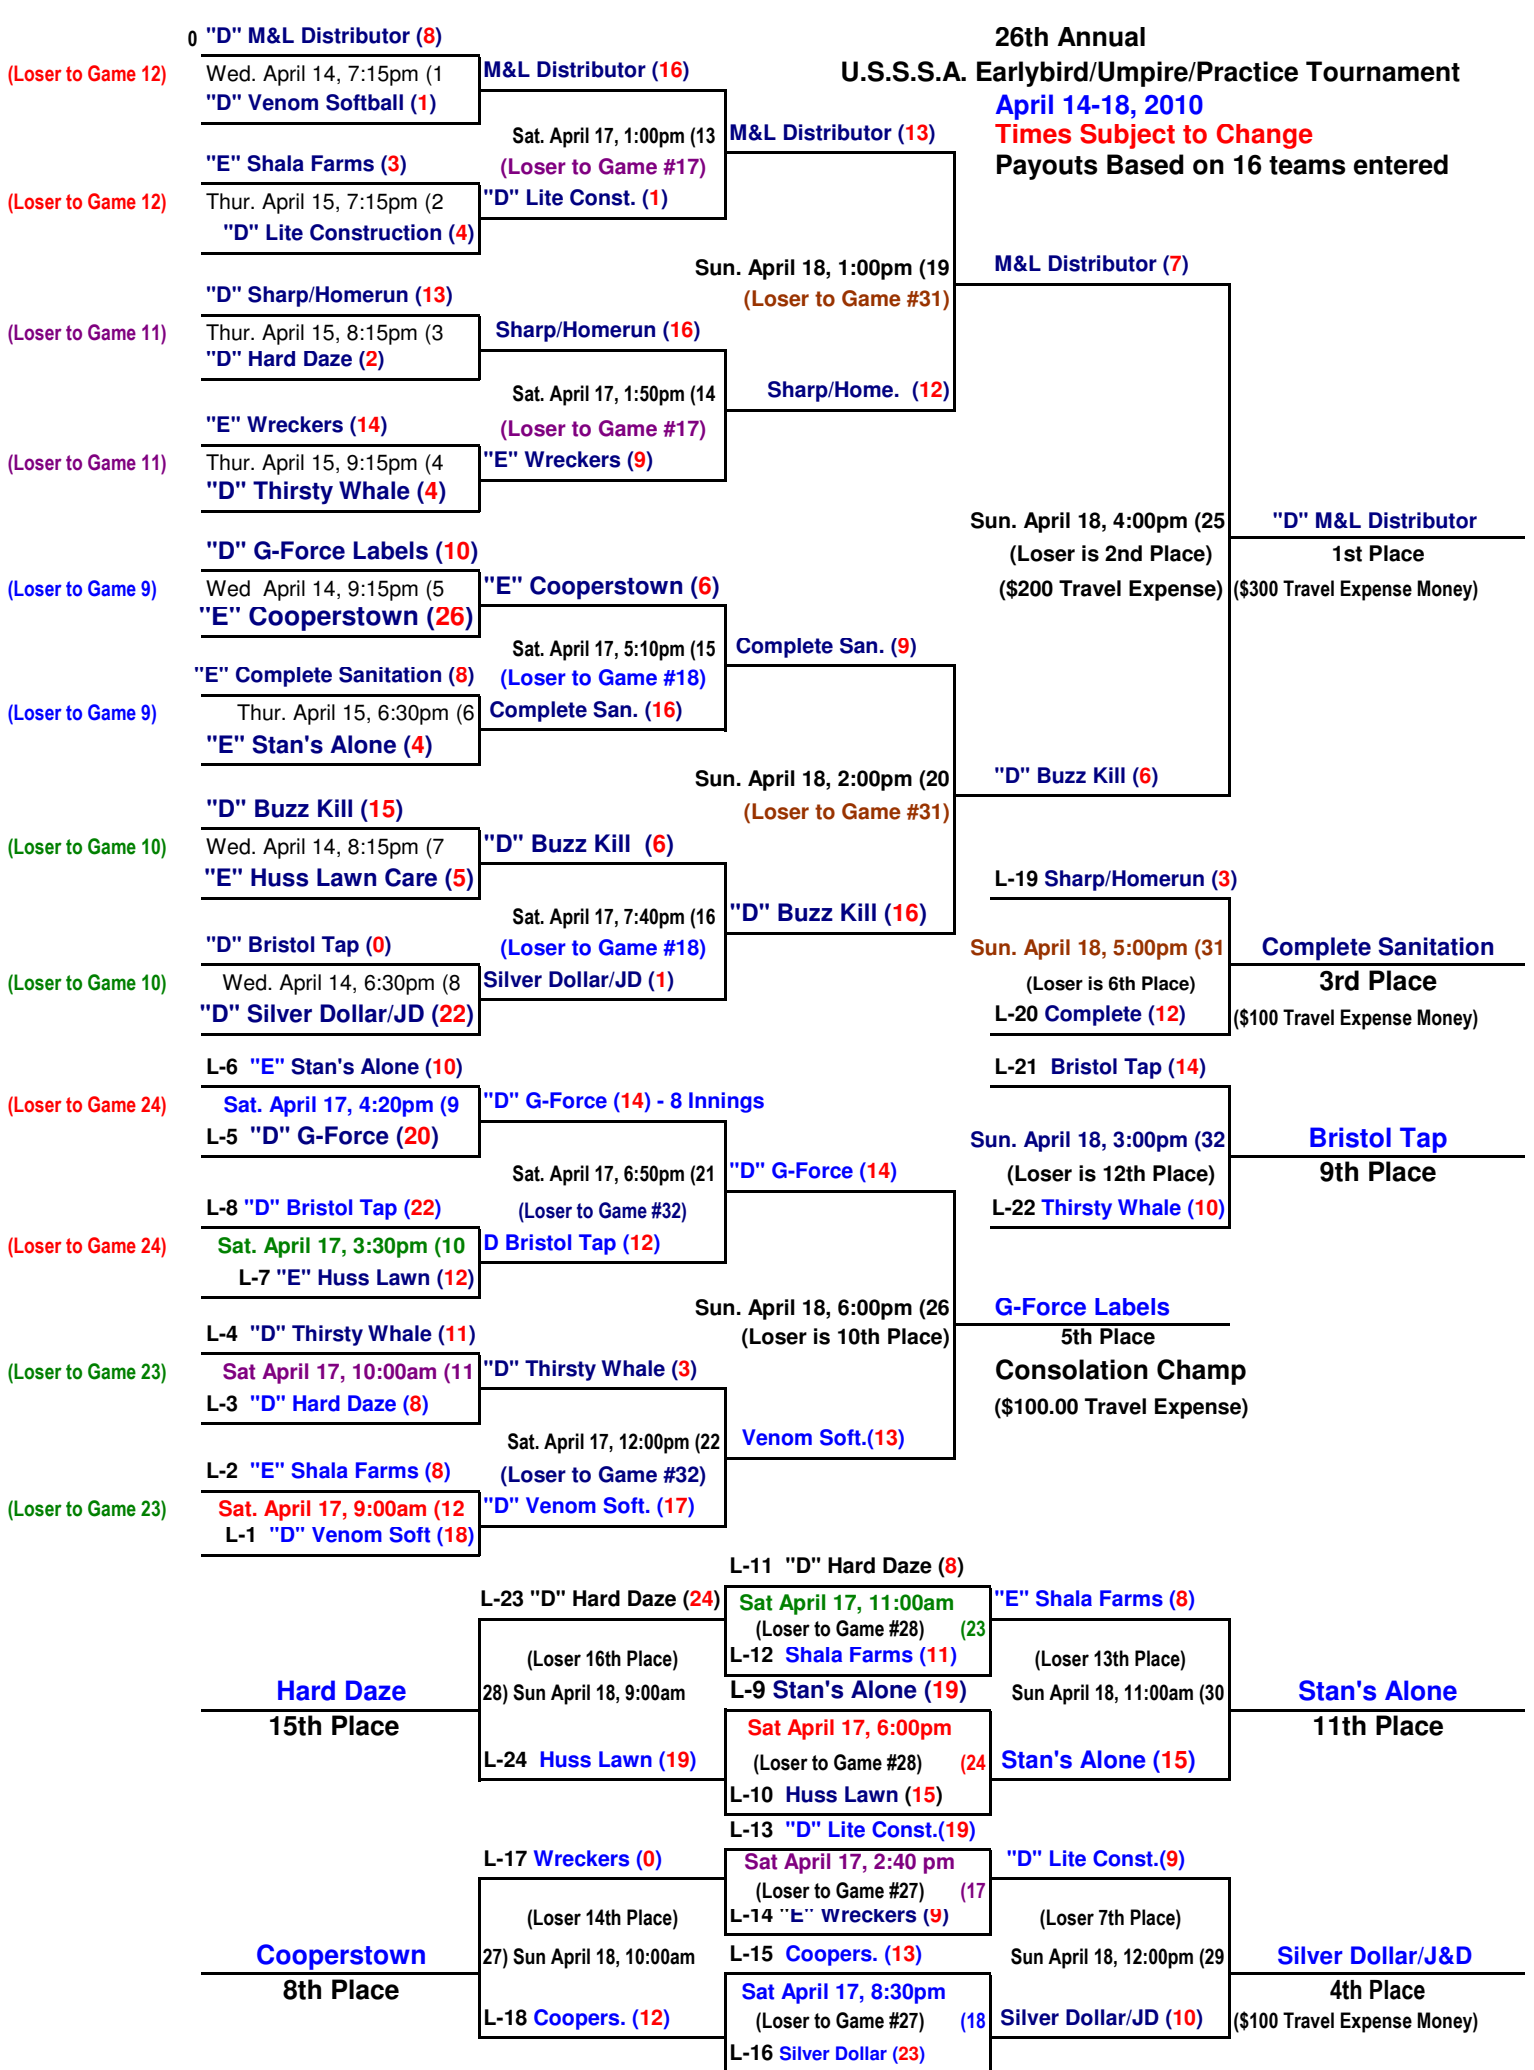 26th Annual
U.S.S.S.A. Earlybird/Umpire/Practice Tournament
April 14-18, 2010
Times Subject to Change
Payouts Based on 16 teams entered
0 "D" M&L Distributor (8)
(Loser to Game 12)
Wed. April 14, 7:15pm (1
"D" Venom Softball (1)
M&L Distributor (16)
Sat. April 17, 1:00pm (13
(Loser to Game #17)
"D" Lite Const. (1)
M&L Distributor (13)
"E" Shala Farms (3)
(Loser to Game 12)
Thur. April 15, 7:15pm (2
"D" Lite Construction (4)
Sun. April 18, 1:00pm (19
(Loser to Game #31)
M&L Distributor (7)
"D" Sharp/Homerun (13)
(Loser to Game 11)
Thur. April 15, 8:15pm (3
"D" Hard Daze (2)
Sharp/Homerun (16)
Sat. April 17, 1:50pm (14
(Loser to Game #17)
"E" Wreckers (9)
Sharp/Home. (12)
"E" Wreckers (14)
(Loser to Game 11)
Thur. April 15, 9:15pm (4
"D" Thirsty Whale (4)
Sun. April 18, 4:00pm (25
(Loser is 2nd Place)
($200 Travel Expense)
"D" M&L Distributor
1st Place
($300 Travel Expense Money)
"D" G-Force Labels (10)
(Loser to Game 9)
Wed April 14, 9:15pm (5
"E" Cooperstown (26)
"E" Cooperstown (6)
Sat. April 17, 5:10pm (15
(Loser to Game #18)
Complete San. (16)
Complete San. (9)
"E" Complete Sanitation (8)
(Loser to Game 9)
Thur. April 15, 6:30pm (6
"E" Stan's Alone (4)
Sun. April 18, 2:00pm (20
(Loser to Game #31)
"D" Buzz Kill (6)
"D" Buzz Kill (15)
(Loser to Game 10)
Wed. April 14, 8:15pm (7
"E" Huss Lawn Care (5)
"D" Buzz Kill (6)
Sat. April 17, 7:40pm (16
(Loser to Game #18)
Silver Dollar/JD (1)
"D" Buzz Kill (16)
"D" Bristol Tap (0)
(Loser to Game 10)
Wed. April 14, 6:30pm (8
"D" Silver Dollar/JD (22)
L-19 Sharp/Homerun (3)
Sun. April 18, 5:00pm (31
(Loser is 6th Place)
L-20 Complete (12)
Complete Sanitation
3rd Place
($100 Travel Expense Money)
L-6 "E" Stan's Alone (10)
(Loser to Game 24)
Sat. April 17, 4:20pm (9
L-5 "D" G-Force (20)
"D" G-Force (14) - 8 Innings
Sat. April 17, 6:50pm (21
(Loser to Game #32)
D Bristol Tap (12)
"D" G-Force (14)
L-21 Bristol Tap (14)
Sun. April 18, 3:00pm (32
(Loser is 12th Place)
L-22 Thirsty Whale (10)
Bristol Tap
9th Place
L-8 "D" Bristol Tap (22)
(Loser to Game 24)
Sat. April 17, 3:30pm (10
L-7 "E" Huss Lawn (12)
Sun. April 18, 6:00pm (26
(Loser is 10th Place)
G-Force Labels
5th Place
Consolation Champ
($100.00 Travel Expense)
L-4 "D" Thirsty Whale (11)
(Loser to Game 23)
Sat April 17, 10:00am (11
L-3 "D" Hard Daze (8)
"D" Thirsty Whale (3)
Sat. April 17, 12:00pm (22
(Loser to Game #32)
"D" Venom Soft. (17)
Venom Soft.(13)
L-2 "E" Shala Farms (8)
(Loser to Game 23)
Sat. April 17, 9:00am (12
L-1 "D" Venom Soft (18)
L-11 "D" Hard Daze (8)
Sat April 17, 11:00am
(Loser to Game #28) (23
L-12 Shala Farms (11)
L-23 "D" Hard Daze (24)
(Loser 16th Place)
28) Sun April 18, 9:00am
L-24 Huss Lawn (19)
Hard Daze
15th Place
"E" Shala Farms (8)
(Loser 13th Place)
Sun April 18, 11:00am (30
Stan's Alone (15)
Stan's Alone
11th Place
L-9 Stan's Alone (19)
Sat April 17, 6:00pm
(Loser to Game #28) (24
L-10 Huss Lawn (15)
L-13 "D" Lite Const.(19)
Sat April 17, 2:40 pm
(Loser to Game #27) (17
L-14 "E" Wreckers (9)
L-17 Wreckers (0)
(Loser 14th Place)
27) Sun April 18, 10:00am
L-18 Coopers. (12)
Cooperstown
8th Place
"D" Lite Const.(9)
(Loser 7th Place)
Sun April 18, 12:00pm (29
Silver Dollar/JD (10)
Silver Dollar/J&D
4th Place
($100 Travel Expense Money)
L-15 Coopers. (13)
Sat April 17, 8:30pm
(Loser to Game #27) (18
L-16 Silver Dollar (23)